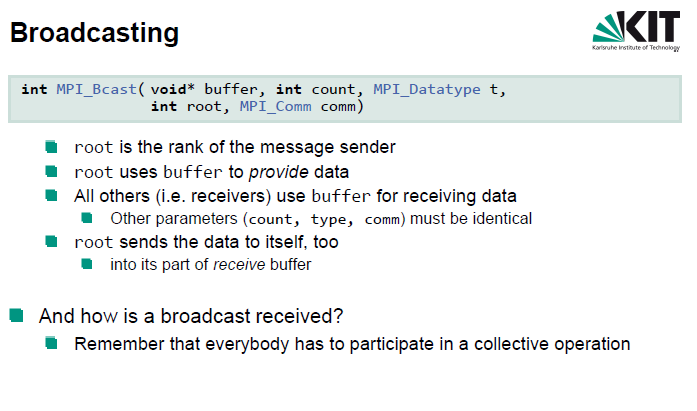 Broadcasting
KIT
Karlsruhe Institute of Technology
int MPI_Bcast( void* buffer, int count, MPI_Datatype t,
int root, MPI_Comm comm)
root is the rank of the message sender
root uses buffer to provide data
All others (i.e. receivers) use buffer for receiving data
Other parameters (count, type, comm) must be identical
root sends the data to itself, too
into its part of receive buffer
And how is a broadcast received?
Remember that everybody has to participate in a collective operation